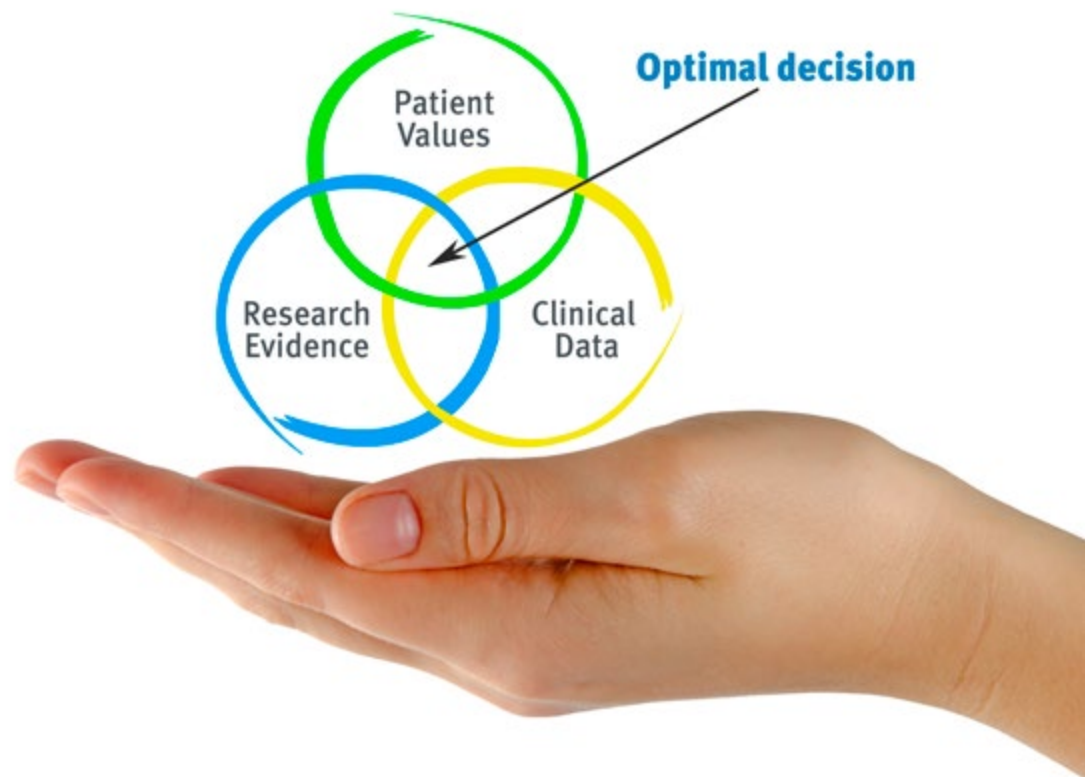 Optimal decision
Patient
Values
Research
Evidence
Clinical
Data